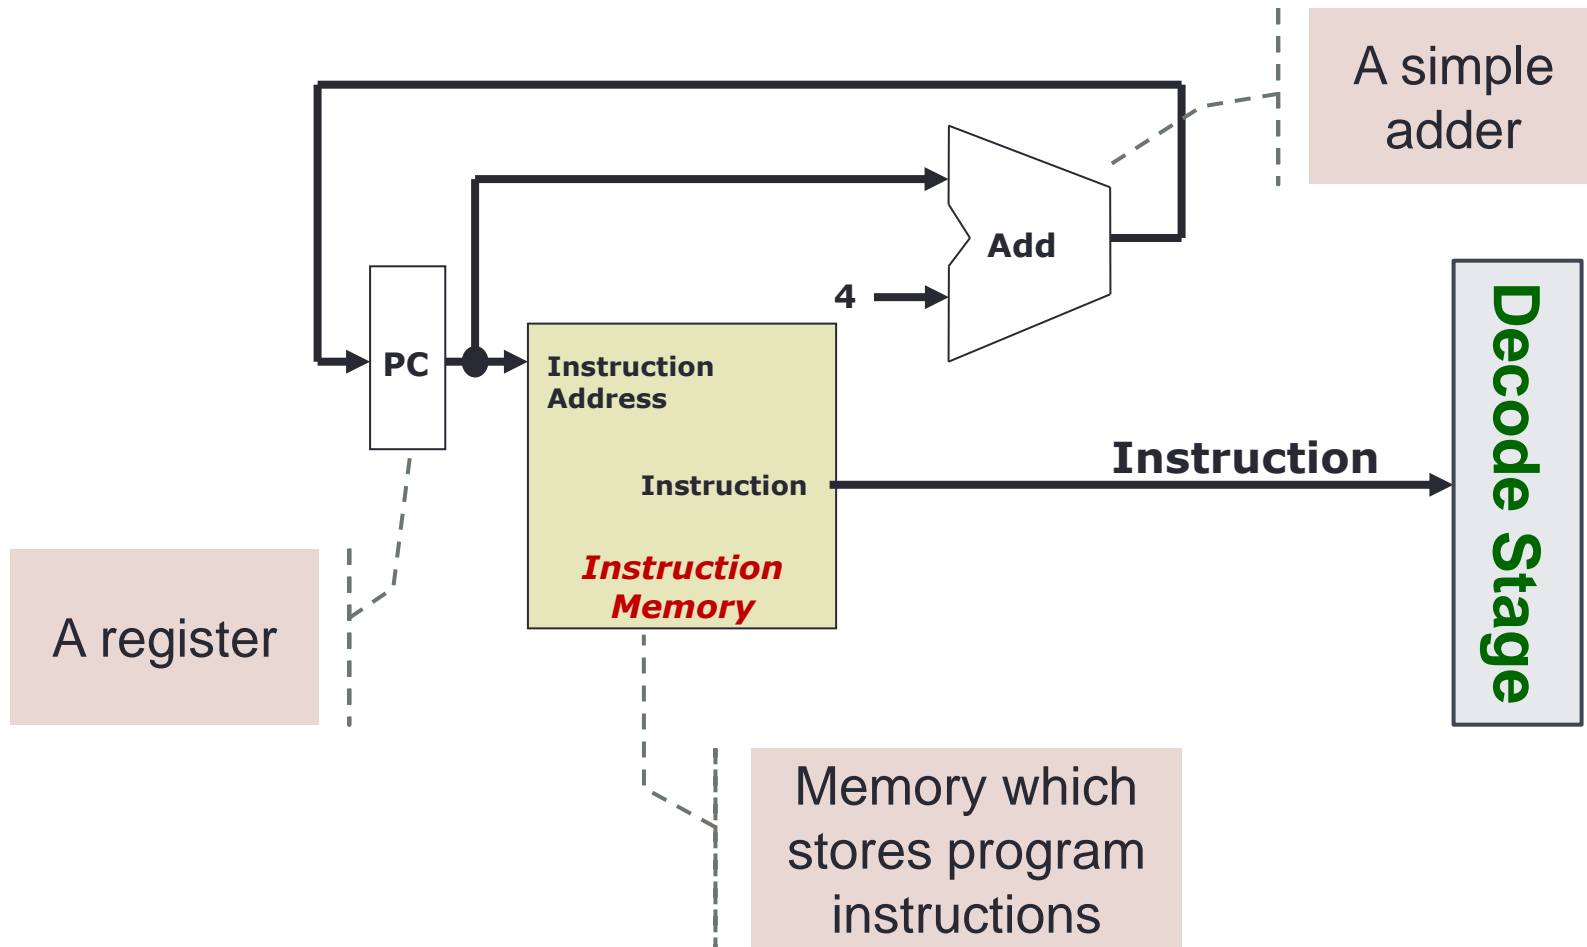 A simple
adder
Add
4
PC
Instruction
Address
Instruction
Instruction
Memory
Instruction
Decode Stage
A register
Memory which
stores program
instructions